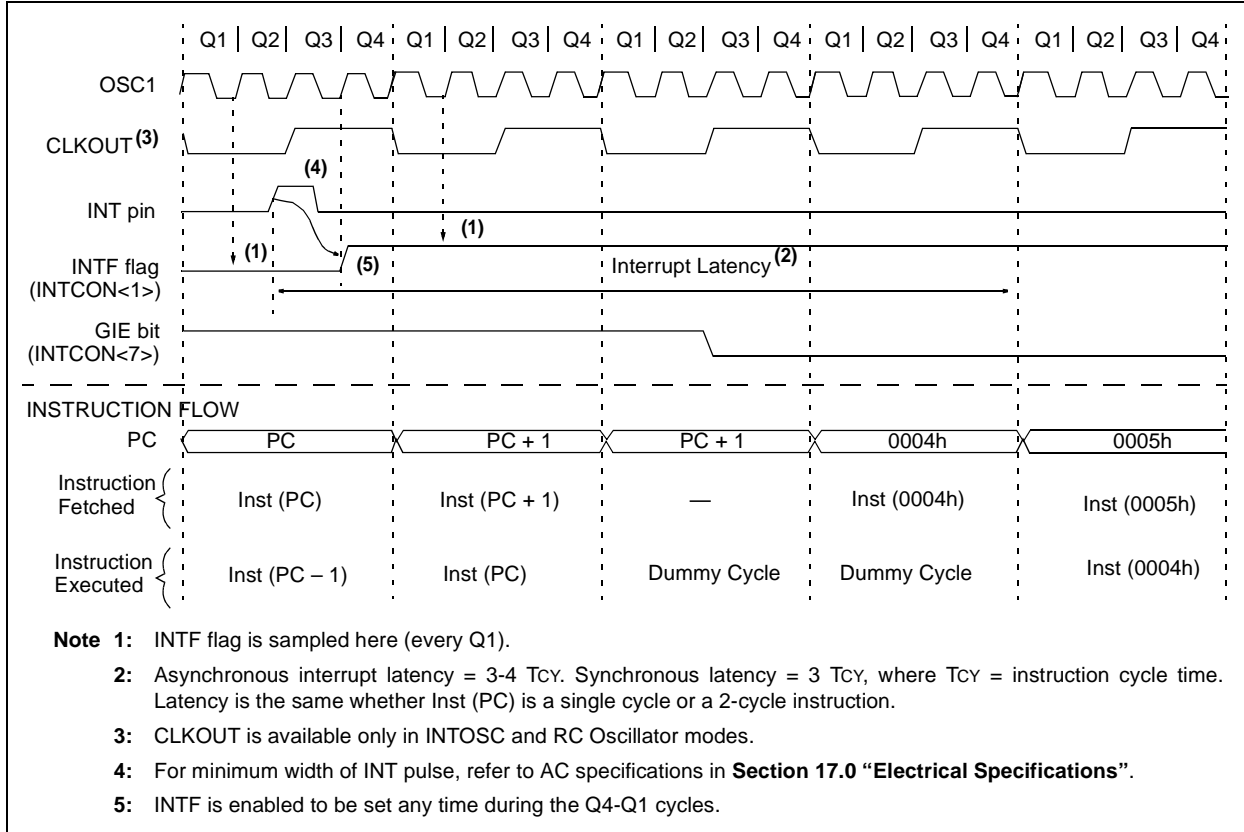 Q1 | Q2 | Q3 | Q4 Q1 | Q2 | Q3 | Q4 Q1 | Q2 | Q3 | Q4 Q1 | Q2 | Q3 | Q4 Q1 | Q2 | Q3 | Q4
OSC1
CLKOUT (3)
(4)
INT pin
(1)
(1)
INTF flag
(INTCON<1>)
(5)
Interrupt Latency (2)
GIE bit
(INTCON<7>)
INSTRUCTION FLOW
PC PC PC + 1 PC + 1 0004h 0005h
Instruction
Fetched
Inst (PC) Inst (PC + 1) — Inst (0004h) Inst (0005h)
Instruction
Executed
Inst (PC – 1) Inst (PC) Dummy Cycle Dummy Cycle Inst (0004h)
Note 1: INTF flag is sampled here (every Q1).
2: Asynchronous interrupt latency = 3-4 TCY. Synchronous latency = 3 TCY, where TCY = instruction cycle time.
Latency is the same whether Inst (PC) is a single cycle or a 2-cycle instruction.
3: CLKOUT is available only in INTOSC and RC Oscillator modes.
4: For minimum width of INT pulse, refer to AC specifications in Section 17.0 “Electrical Specifications”.
5: INTF is enabled to be set any time during the Q4-Q1 cycles.